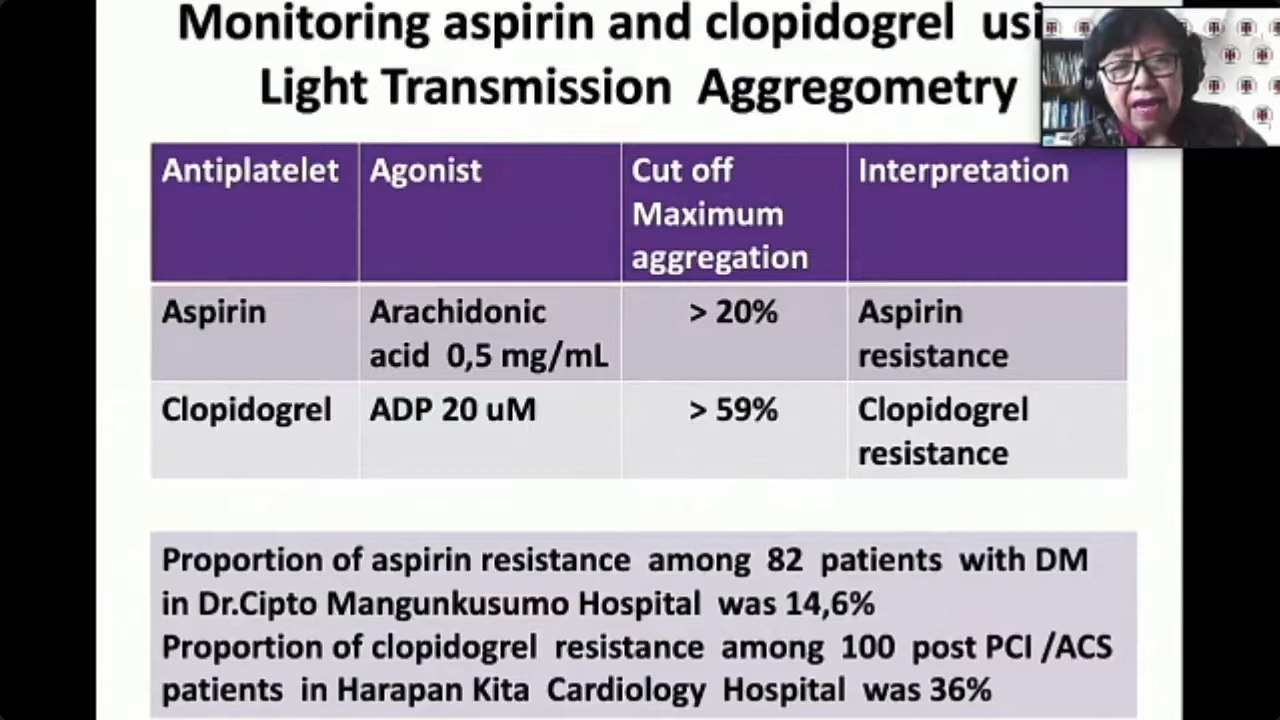 Monitoring aspirin and clopidogrel usi
Light Transmission Aggregometry
Antiplatelet
Agonist
Cut off
Maximum
aggregation
Interpretation
Aspirin
Arachidonic
acid 0,5 mg/mL
> 20%
Aspirin
resistance
Clopidogrel
ADP 20 uM
> 59%
Clopidogrel
resistance
Proportion of aspirin resistance among 82 patients with DM
in Dr.Cipto Mangunkusumo Hospital was 14,6%
Proportion of clopidogrel resistance among 100 post PCI /ACS
patients in Harapan Kita Cardiology Hospital was 36%